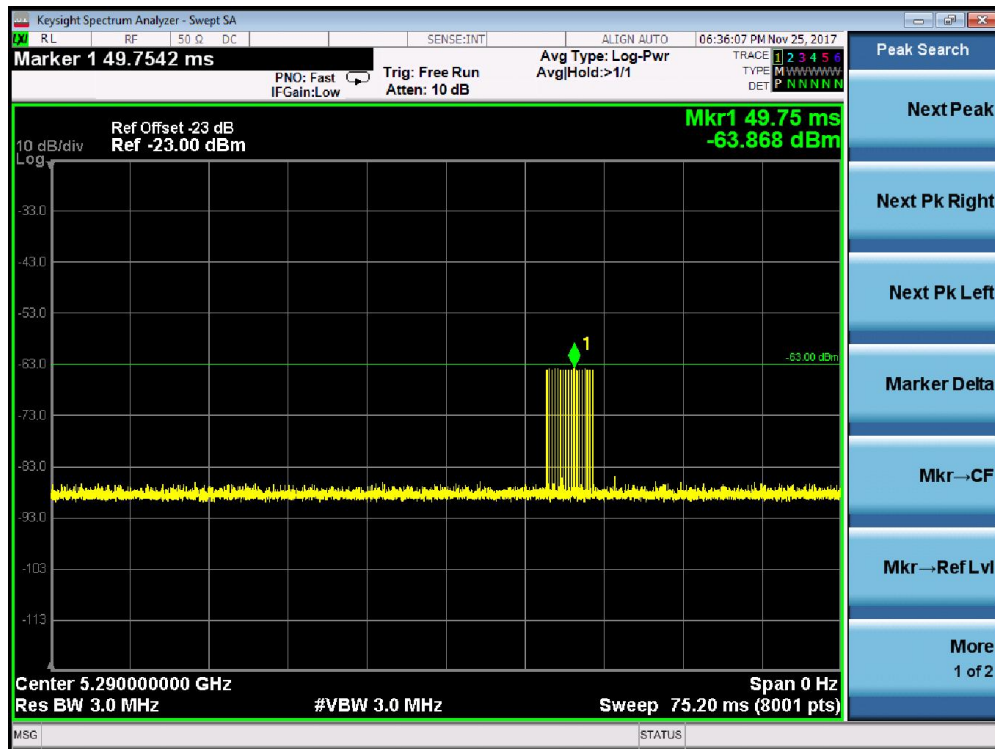 Keysight Spectrum Analyzer - Swept SA
LXI RL RF 50 Ω DC SENSE:INT ALIGN AUTO 06:36:07 PM Nov 25, 2017
Marker 1 49.7542 ms
PNO: Fast
IFGain:Low
Trig: Free Run
Atten: 10 dB
Avg Type: Log-Pwr
Avg|Hold:>1/1
TRACE 1 2 3 4 5 6
TYPE M W W W W W
DET P N N N N N
Peak Search
Next Peak
Next Pk Right
Next Pk Left
Marker Delta
Mkr→CF
Mkr→Ref Lvl
More
1 of 2
Ref Offset -23 dB
10 dB/div Ref -23.00 dBm
Log
Mkr1 49.75 ms
-63.868 dBm
-33.0
-43.0
-53.0
1
-63.0
-63.00 dBm
-73.0
-83.0
-93.0
-103
-113
Center 5.290000000 GHz Span 0 Hz
Res BW 3.0 MHz #VBW 3.0 MHz Sweep 75.20 ms (8001 pts)
MSG STATUS